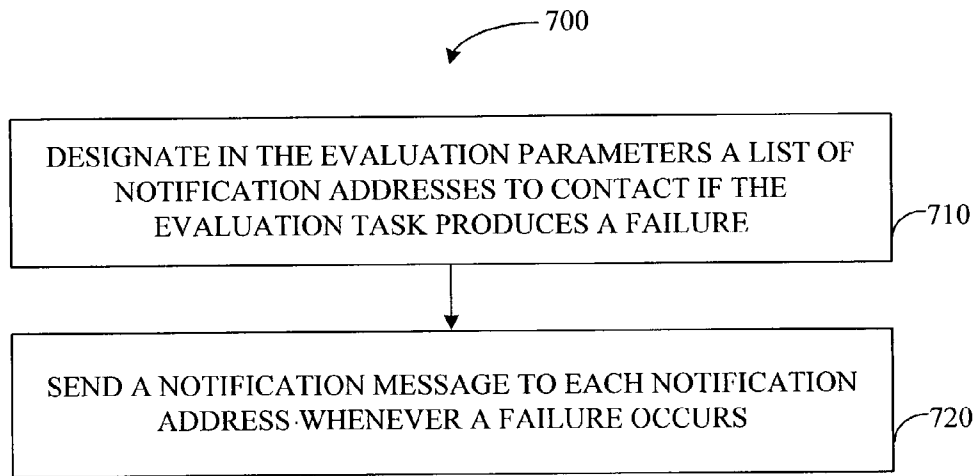 700
DESIGNATE IN THE EVALUATION PARAMETERS A LIST OF
NOTIFICATION ADDRESSES TO CONTACT IF THE
EVALUATION TASK PRODUCES A FAILURE
710
SEND A NOTIFICATION MESSAGE TO EACH NOTIFICATION
ADDRESS WHENEVER A FAILURE OCCURS
720